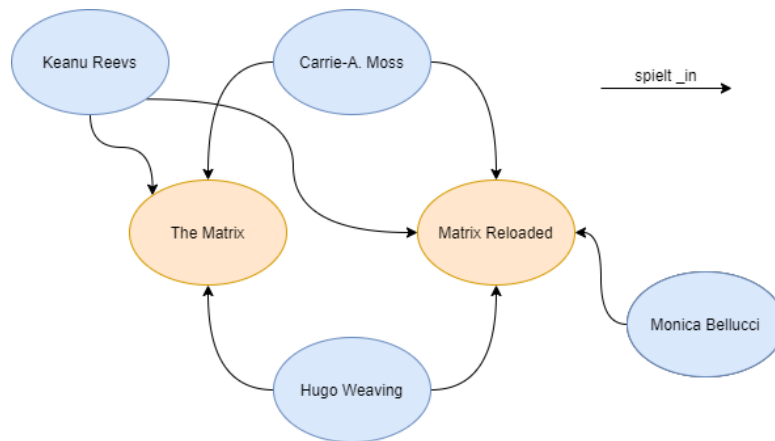 Keanu Reevs
Carrie-A. Moss
spielt _in
The Matrix
Matrix Reloaded
Monica Bellucci
Hugo Weaving